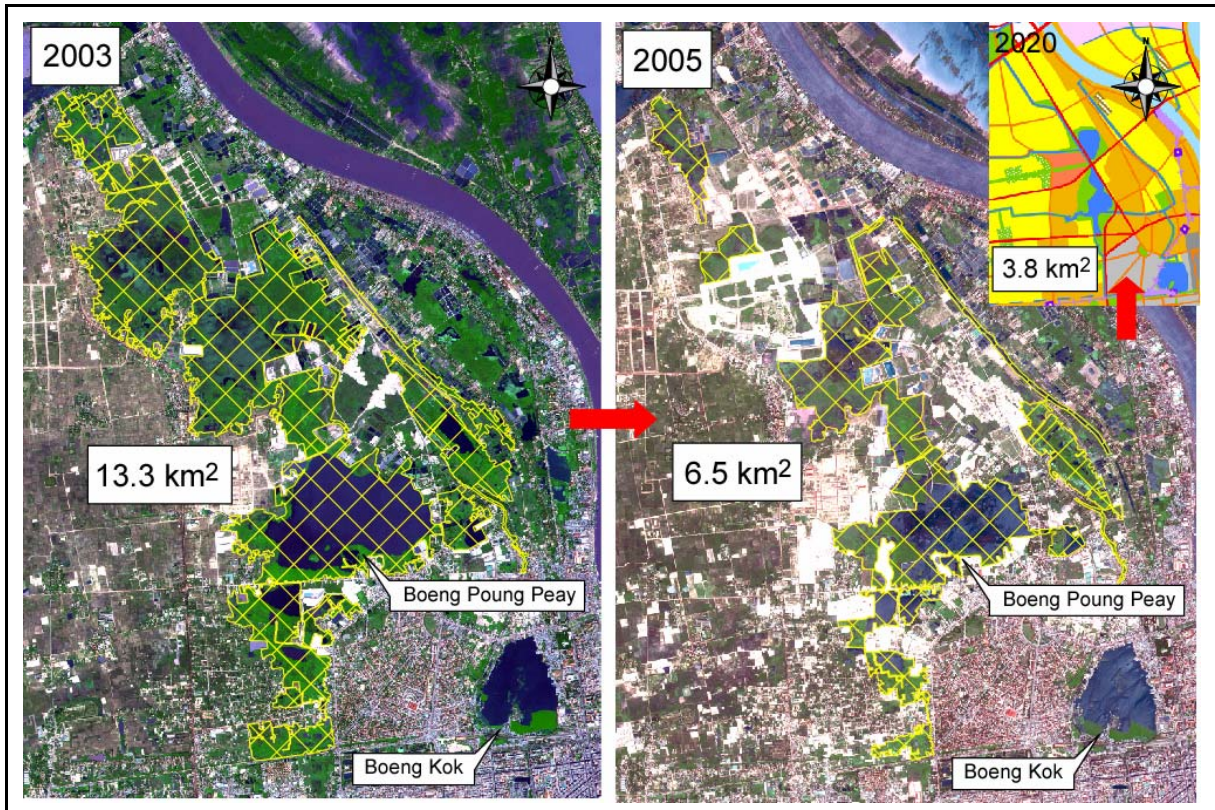 2003
2005
2020
3.8 km²
13.3 km²
6.5 km²
Boeng Poung Peay
Boeng Poung Peay
Boeng Kok
Boeng Kok